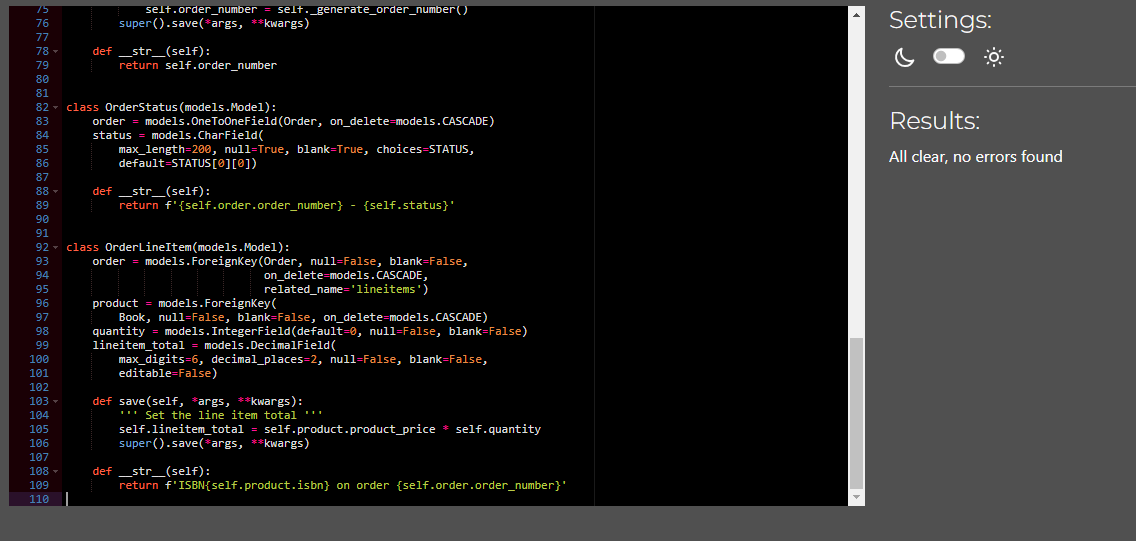 75             self.order_number = self._generate_order_number()
76         super().save(*args, **kwargs)
77
78     def __str__(self):
79         return self.order_number
80
81
82 class OrderStatus(models.Model):
83     order = models.OneToOneField(Order, on_delete=models.CASCADE)
84     status = models.CharField(
85         max_length=200, null=True, blank=True, choices=STATUS,
86         default=STATUS[0][0])
87
88     def __str__(self):
89         return f'{self.order.order_number} - {self.status}'
90
91
92 class OrderLineItem(models.Model):
93     order = models.ForeignKey(Order, null=False, blank=False,
94                               on_delete=models.CASCADE,
95                               related_name='lineitems')
96     product = models.ForeignKey(
97         Book, null=False, blank=False, on_delete=models.CASCADE)
98     quantity = models.IntegerField(default=0, null=False, blank=False)
99     lineitem_total = models.DecimalField(
100         max_digits=6, decimal_places=2, null=False, blank=False,
101         editable=False)
102
103     def save(self, *args, **kwargs):
104         ''' Set the line item total '''
105         self.lineitem_total = self.product.product_price * self.quantity
106         super().save(*args, **kwargs)
107
108     def __str__(self):
109         return f'ISBN{self.product.isbn} on order {self.order.order_number}'
110
Settings:
Results:
All clear, no errors found